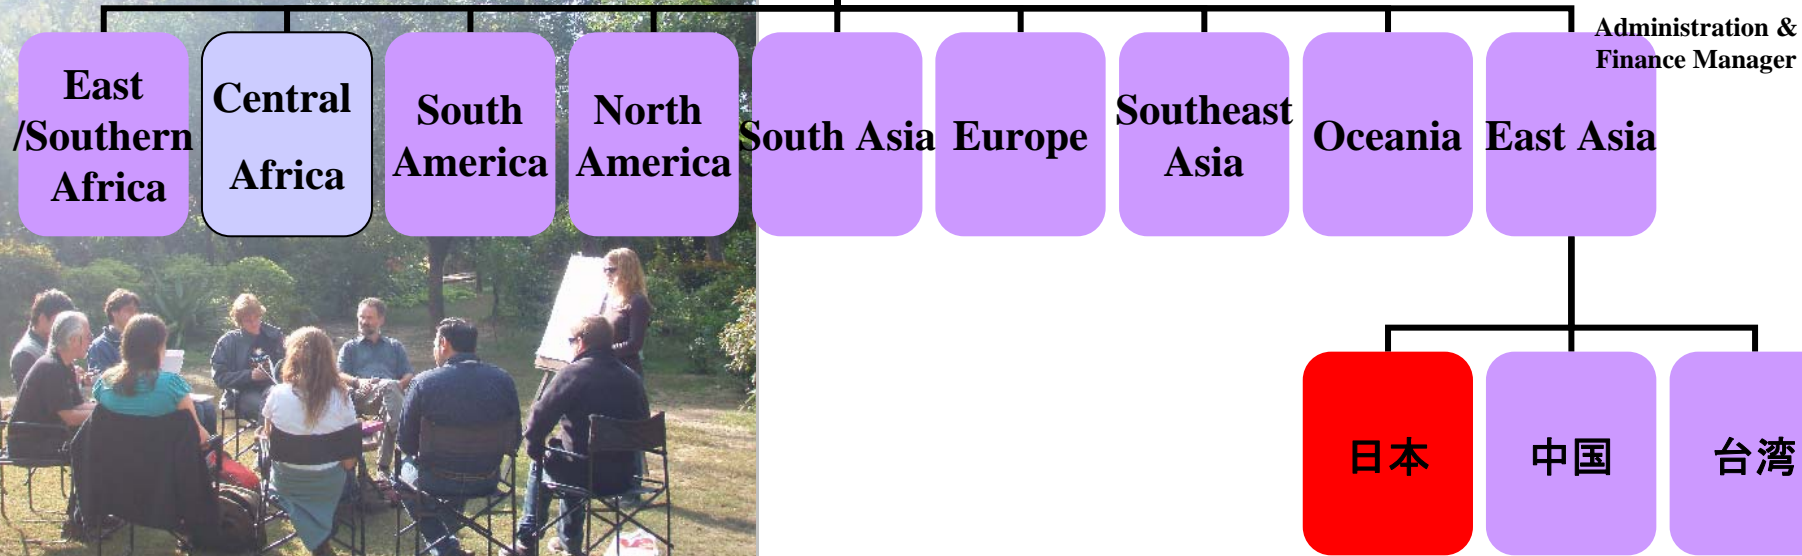 Administration &
Finance Manager
East
/Southern
Africa
Central
Africa
South
America
North
America
South Asia
Europe
Southeast
Asia
Oceania
East Asia
日本
中国
台湾